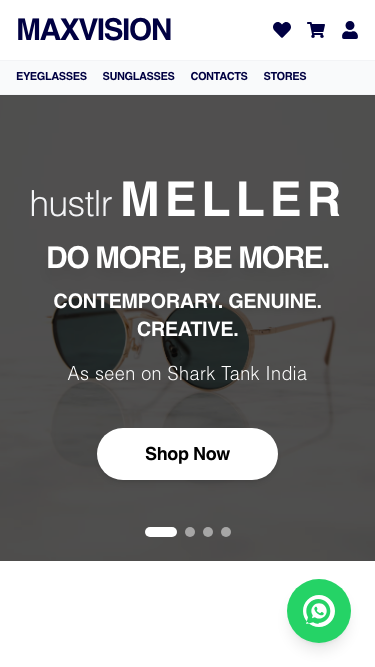 MAXVISION
EYEGLASSES SUNGLASSES CONTACTS STORES
hustlr MELLER
DO MORE, BE MORE.
CONTEMPORARY. GENUINE.
CREATIVE.
As seen on Shark Tank India
Shop Now